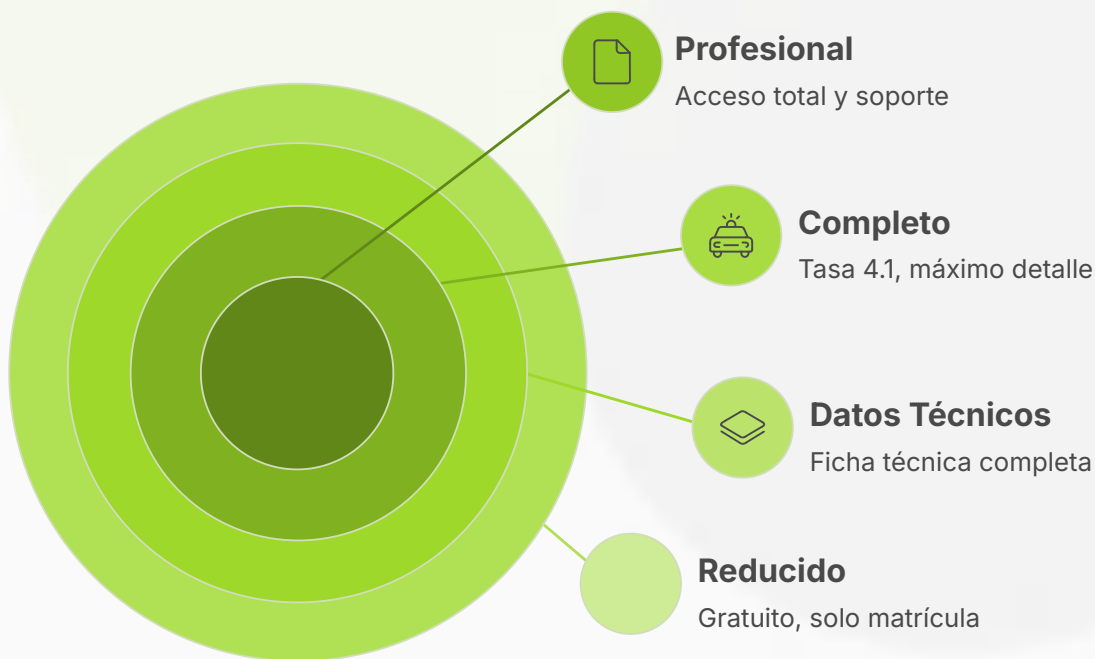 Profesional
Acceso total y soporte
Completo
Tasa 4.1, máximo detalle
Datos Técnicos
Ficha técnica completa
Reducido
Gratuito, solo matrícula